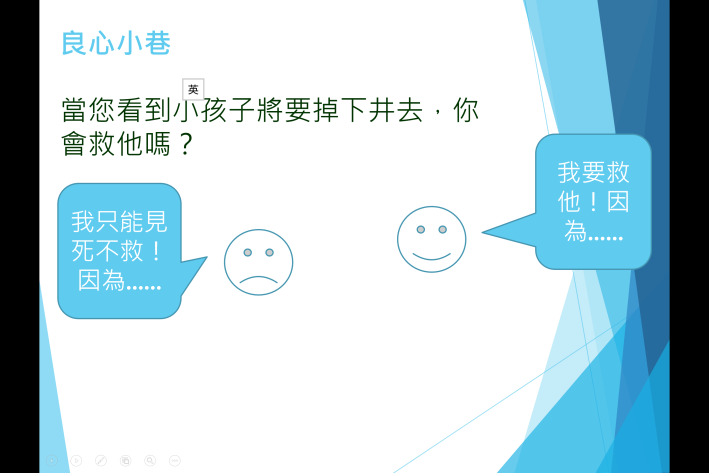 良心小巷
英
當您看到小孩子將要掉下井去，你
會救他嗎？
我只能見
死不救！
因為……
我要救
他！因
為……